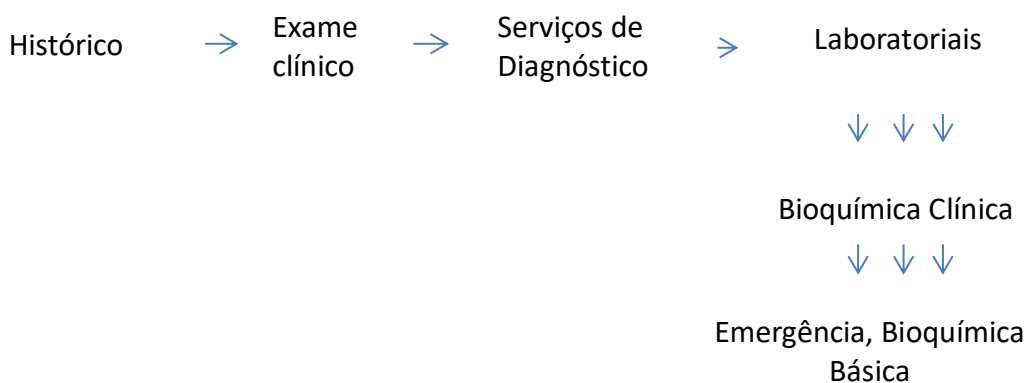 Histórico
Exame
clínico
Serviços de
Diagnóstico
Laboratoriais
Bioquímica Clínica
Emergência, Bioquímica
Básica